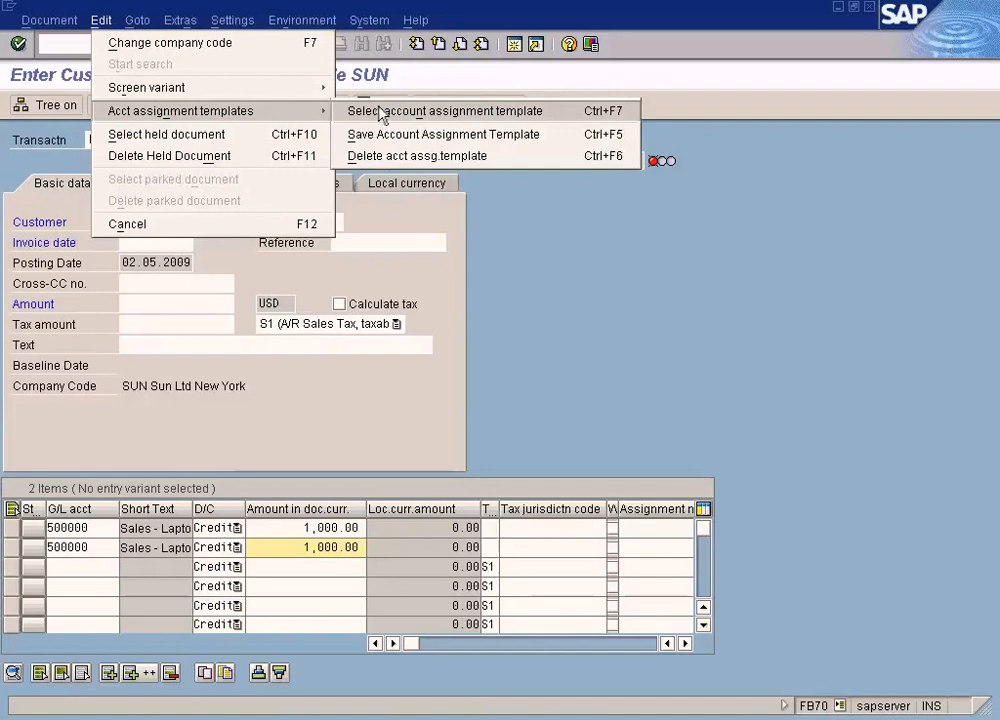 Document Edit Goto Extras Settings Environment System Help
SAP
Change company code F7
Start search
Enter Cus SUN
Screen variant
Tree on
Acct assignment templates
Select account assignment template Ctrl+F7
Select held document Ctrl+F10
Save Account Assignment Template Ctrl+F5
Transactn
Delete Held Document Ctrl+F11
Delete acct assg.template Ctrl+F6
Select parked document
Basic data Local currency
Delete parked document
Customer
Cancel F12
Invoice date Reference
Posting Date 02.05.2009
Cross-CC no.
Amount USD Calculate tax
Tax amount S1 (A/R Sales Tax, taxab
Text
Baseline Date
Company Code SUN Sun Ltd New York
2 Items ( No entry variant selected )
St.. G/L acct Short Text D/C Amount in doc.curr. Loc.curr.amount T... Tax jurisdictn code W Assignment n
500000 Sales - Lapto Credit 1,000.00 0.00
500000 Sales - Lapto Credit 1,000.00 0.00
Credit 0.00 S1
Credit 0.00 S1
Credit 0.00 S1
Credit 0.00 S1
FB70 sapserver INS